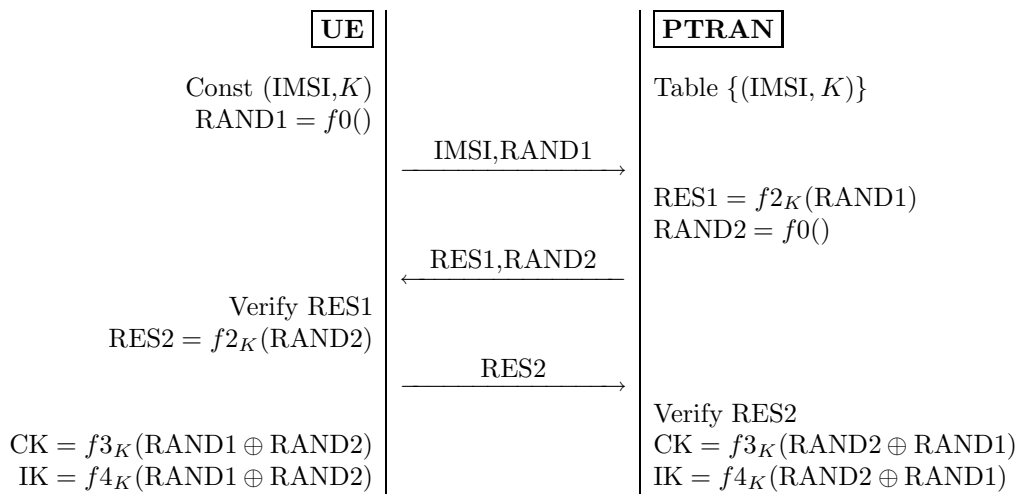 UE
PTRAN
Const (IMSI,K)
Table {(IMSI, K)}
RAND1 = f0()
IMSI,RAND1
RES1 = f2_K(RAND1)
RAND2 = f0()
RES1,RAND2
Verify RES1
RES2 = f2_K(RAND2)
RES2
Verify RES2
CK = f3_K(RAND1 ⊕ RAND2)
CK = f3_K(RAND2 ⊕ RAND1)
IK = f4_K(RAND1 ⊕ RAND2)
IK = f4_K(RAND2 ⊕ RAND1)